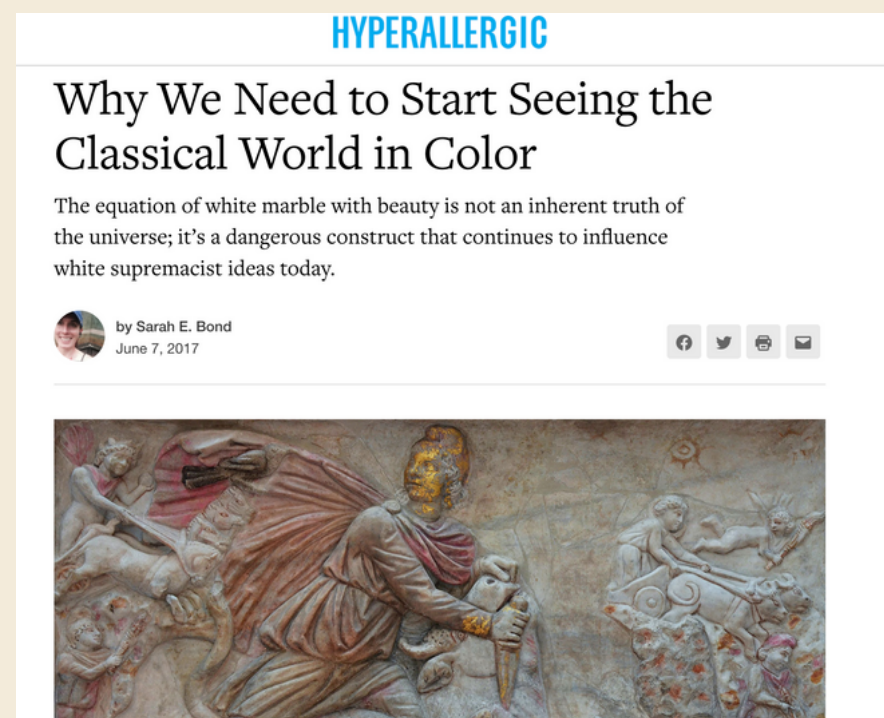 HYPERALLERGIC
Why We Need to Start Seeing the
Classical World in Color
The equation of white marble with beauty is not an inherent truth of
the universe; it’s a dangerous construct that continues to influence
white supremacist ideas today.
by Sarah E. Bond
June 7, 2017